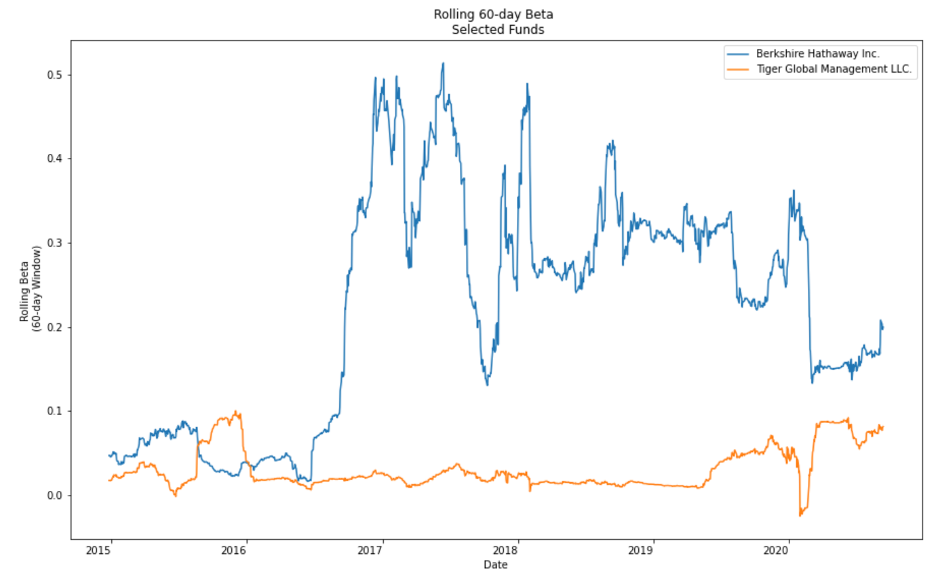 Rolling 60-day Beta
Selected Funds
Berkshire Hathaway Inc.
Tiger Global Management LLC.
Rolling Beta
(60-day Window)
0.5
0.4
0.3
0.2
0.1
0.0
2015
2016
2017
2018
2019
2020
Date